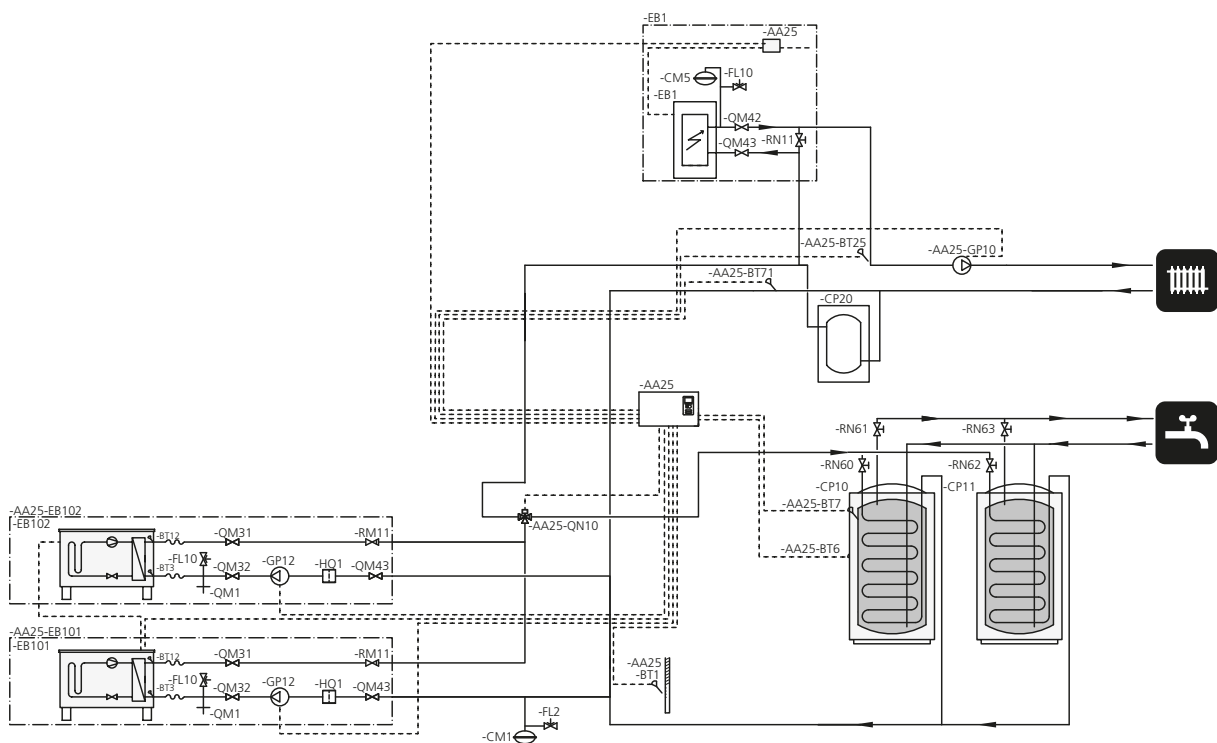 -EB1
-AA25
-CM5
-FL10
-EB1
-QM42
-QM43
-RN11
-AA25-BT25
-AA25-GP10
-AA25-BT71
-CP20
-AA25
-RN61
-RN63
-RN60
-RN62
-CP10
-CP11
-AA25-BT7
-AA25-QN10
-AA25-BT6
-AA25-EB102
-EB102
-BT12
-QM31
-RM11
-FL10
-GP12
-BT3
-QM32
-HQ1
-QM43
-QM1
-AA25-EB101
-EB101
-BT12
-QM31
-RM11
-FL10
-GP12
-BT3
-QM32
-HQ1
-QM43
-QM1
-AA25
-BT1
-FL2
-CM1